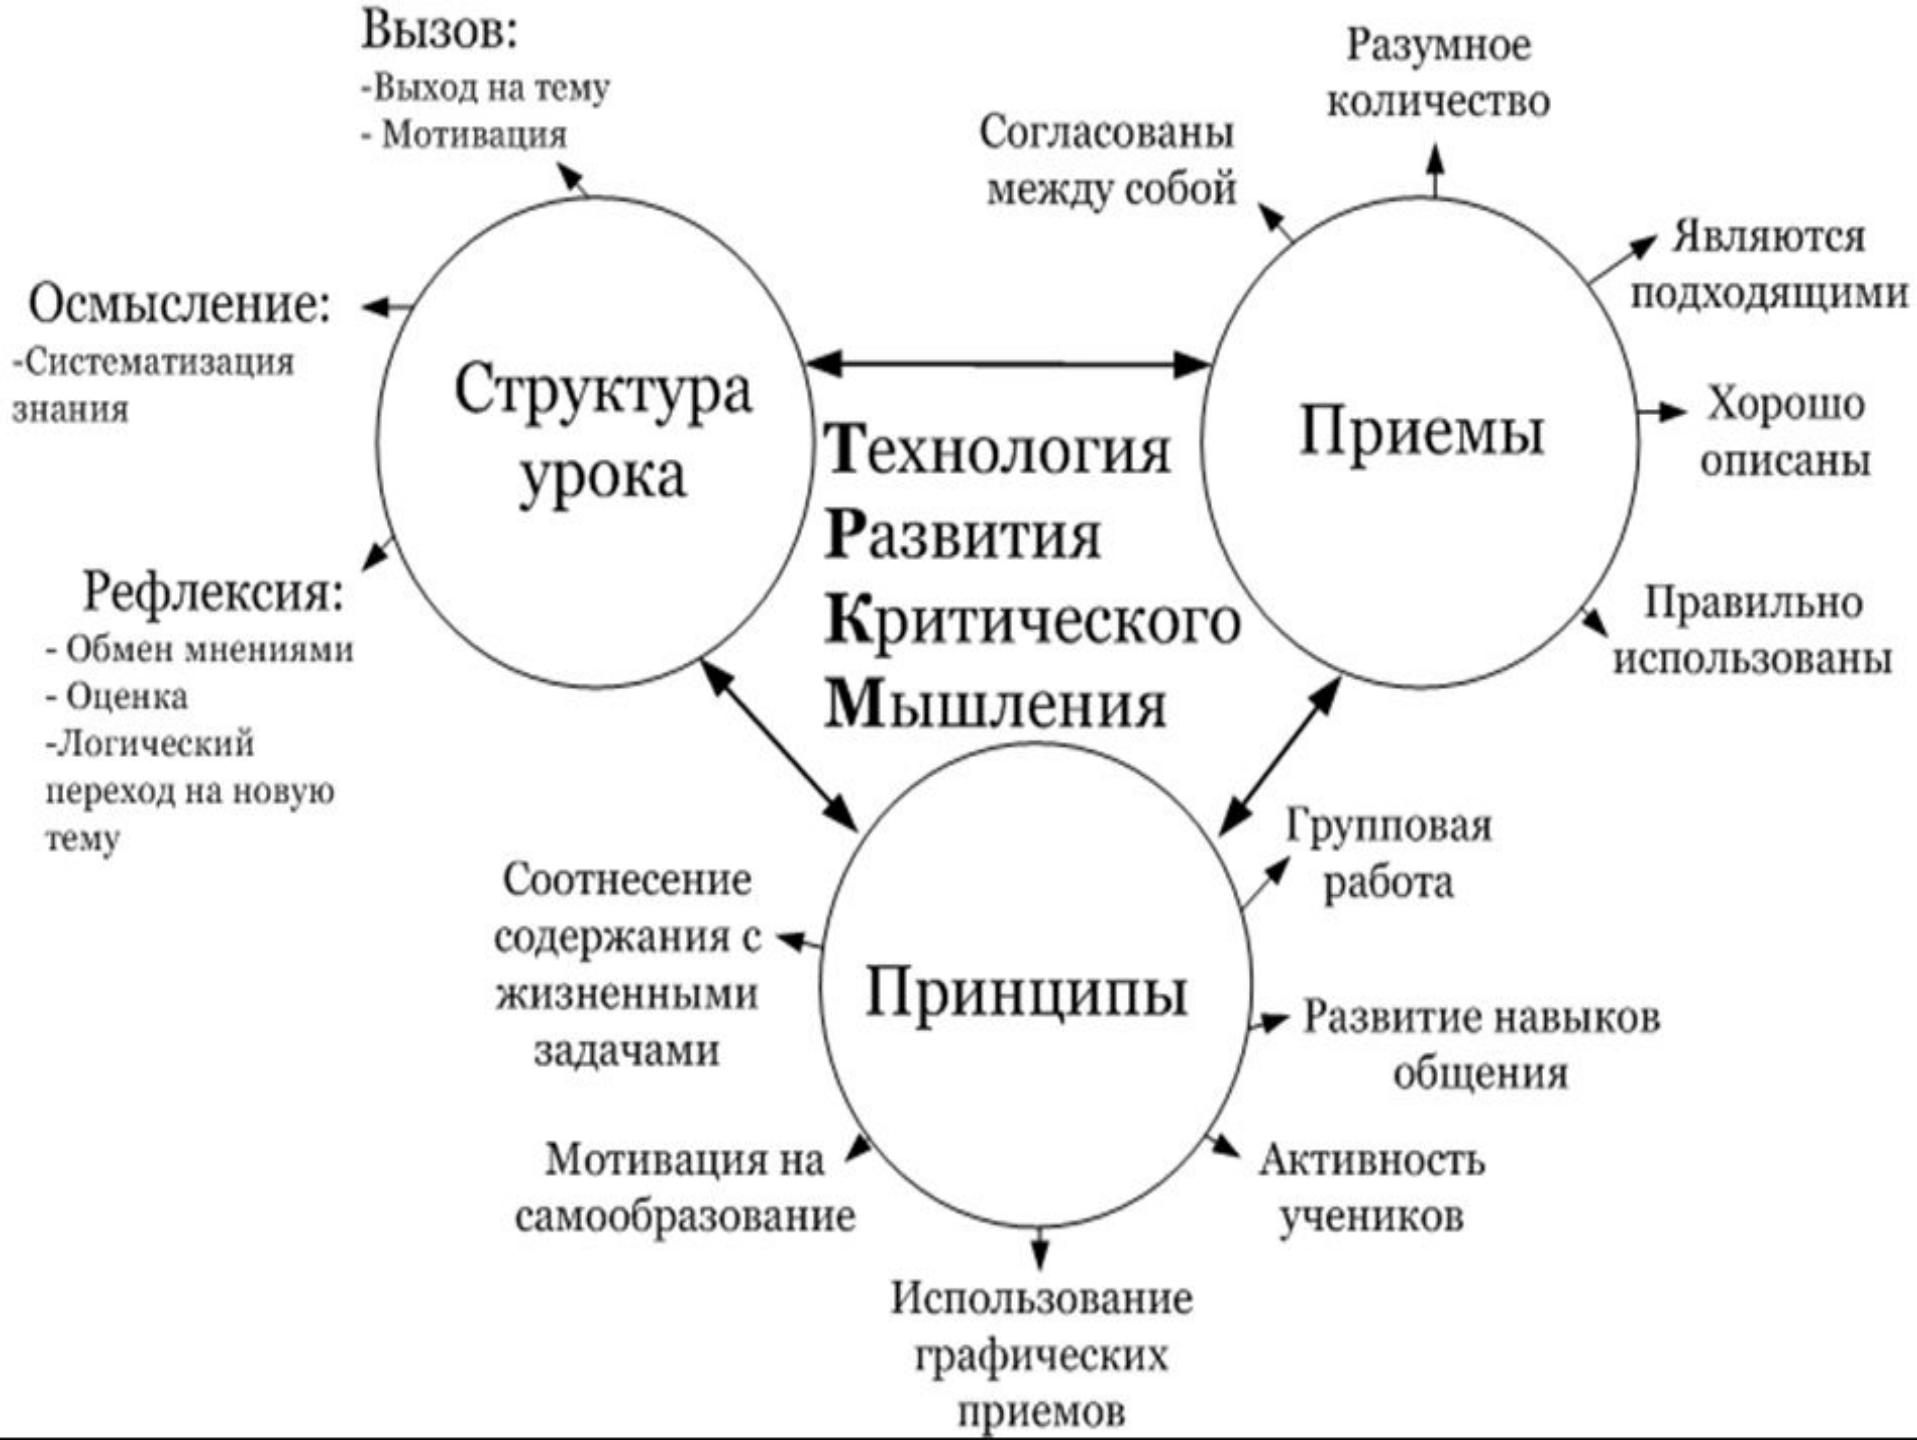 Вызов:
-Выход на тему
- Мотивация
Осмысление:
-Систематизация
знания
Рефлексия:
- Обмен мнениями
- Оценка
-Логический
переход на новую
тему
Структура
урока
Технология
Развития
Критического
Мышления
Согласованы
между собой
Разумное
количество
Являются
подходящими
Хорошо
описаны
Правильно
использованы
Приемы
Соотнесение
содержания с
жизненными
задачами
Мотивация на
самообразование
Принципы
Групповая
работа
Развитие навыков
общения
Активность
учеников
Использование
графических
приемов